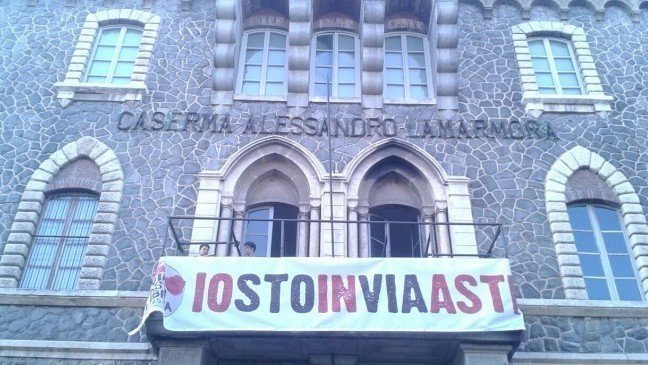 CASERMA ALESSANDRO LAMARMORA
IOSTOINVIAASTI